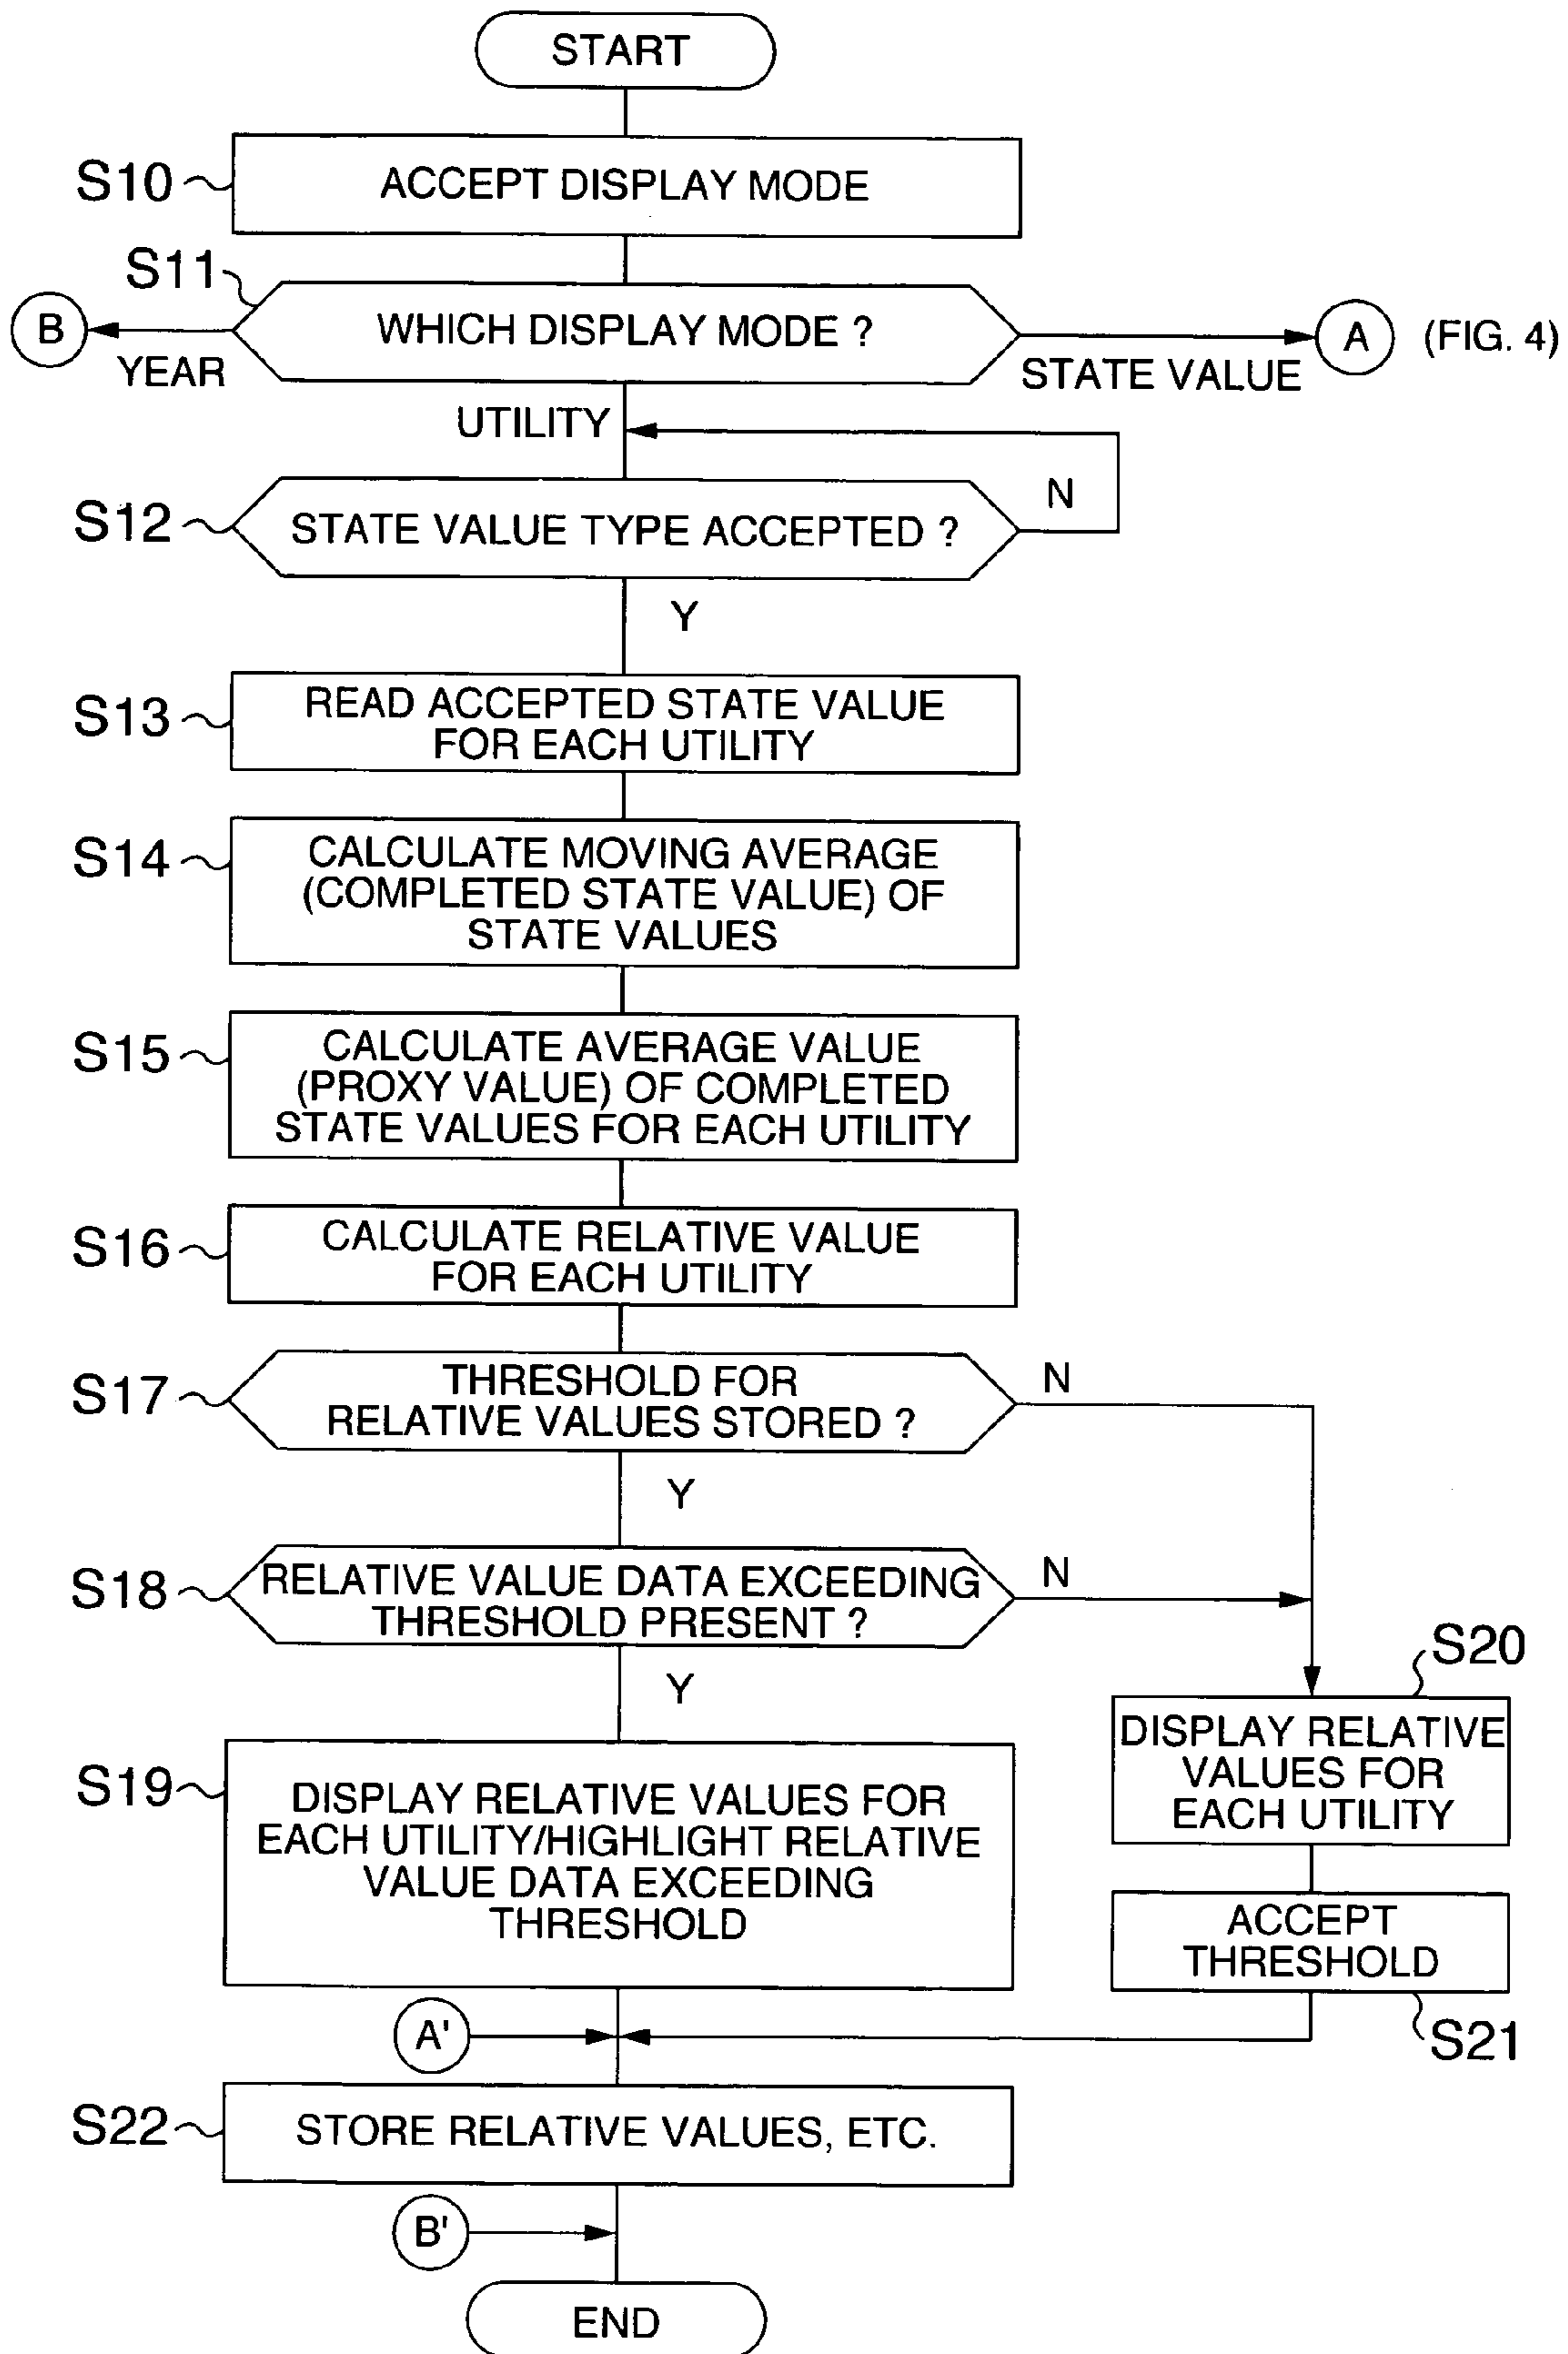 START
S10
ACCEPT DISPLAY MODE
S11
B
WHICH DISPLAY MODE ?
A
(FIG. 4)
YEAR
STATE VALUE
UTILITY
N
S12
STATE VALUE TYPE ACCEPTED ?
Y
S13
READ ACCEPTED STATE VALUE
FOR EACH UTILITY
S14
CALCULATE MOVING AVERAGE
(COMPLETED STATE VALUE) OF
STATE VALUES
S15
CALCULATE AVERAGE VALUE
(PROXY VALUE) OF COMPLETED
STATE VALUES FOR EACH UTILITY
S16
CALCULATE RELATIVE VALUE
FOR EACH UTILITY
S17
THRESHOLD FOR
RELATIVE VALUES STORED ?
N
Y
S18
RELATIVE VALUE DATA EXCEEDING
THRESHOLD PRESENT ?
N
Y
S20
DISPLAY RELATIVE
VALUES FOR
EACH UTILITY
S19
DISPLAY RELATIVE VALUES FOR
EACH UTILITY/HIGHLIGHT RELATIVE
VALUE DATA EXCEEDING
THRESHOLD
ACCEPT
THRESHOLD
S21
A'
S22
STORE RELATIVE VALUES, ETC.
B'
END